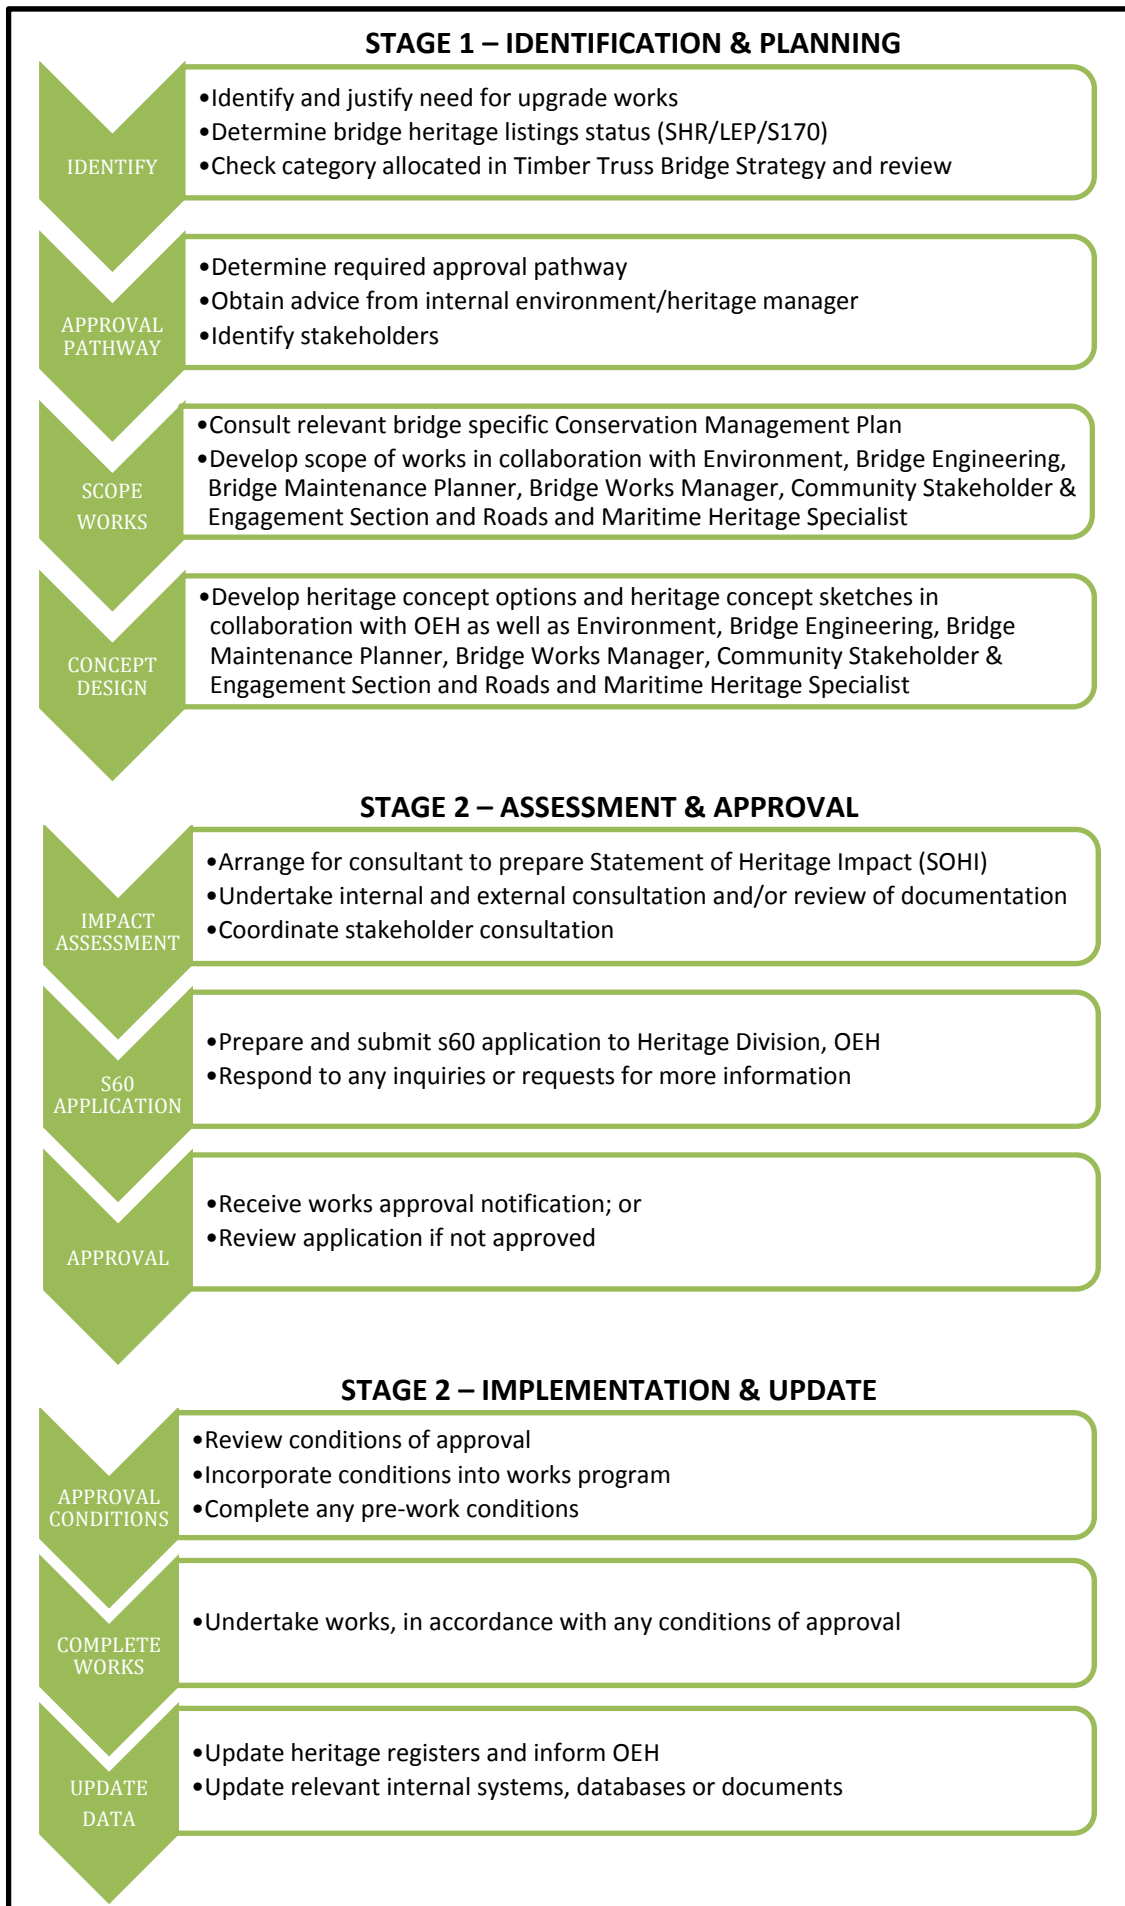 STAGE 1 – IDENTIFICATION & PLANNING
IDENTIFY
•Identify and justify need for upgrade works
•Determine bridge heritage listings status (SHR/LEP/S170)
•Check category allocated in Timber Truss Bridge Strategy and review
APPROVAL
PATHWAY
•Determine required approval pathway
•Obtain advice from internal environment/heritage manager
•Identify stakeholders
SCOPE
WORKS
•Consult relevant bridge specific Conservation Management Plan
•Develop scope of works in collaboration with Environment, Bridge Engineering,
Bridge Maintenance Planner, Bridge Works Manager, Community Stakeholder &
Engagement Section and Roads and Maritime Heritage Specialist
CONCEPT
DESIGN
•Develop heritage concept options and heritage concept sketches in
collaboration with OEH as well as Environment, Bridge Engineering, Bridge
Maintenance Planner, Bridge Works Manager, Community Stakeholder &
Engagement Section and Roads and Maritime Heritage Specialist
STAGE 2 – ASSESSMENT & APPROVAL
IMPACT
ASSESSMENT
•Arrange for consultant to prepare Statement of Heritage Impact (SOHI)
•Undertake internal and external consultation and/or review of documentation
•Coordinate stakeholder consultation
S60
APPLICATION
•Prepare and submit s60 application to Heritage Division, OEH
•Respond to any inquiries or requests for more information
APPROVAL
•Receive works approval notification; or
•Review application if not approved
STAGE 2 – IMPLEMENTATION & UPDATE
APPROVAL
CONDITIONS
•Review conditions of approval
•Incorporate conditions into works program
•Complete any pre-work conditions
COMPLETE
WORKS
•Undertake works, in accordance with any conditions of approval
UPDATE
DATA
•Update heritage registers and inform OEH
•Update relevant internal systems, databases or documents